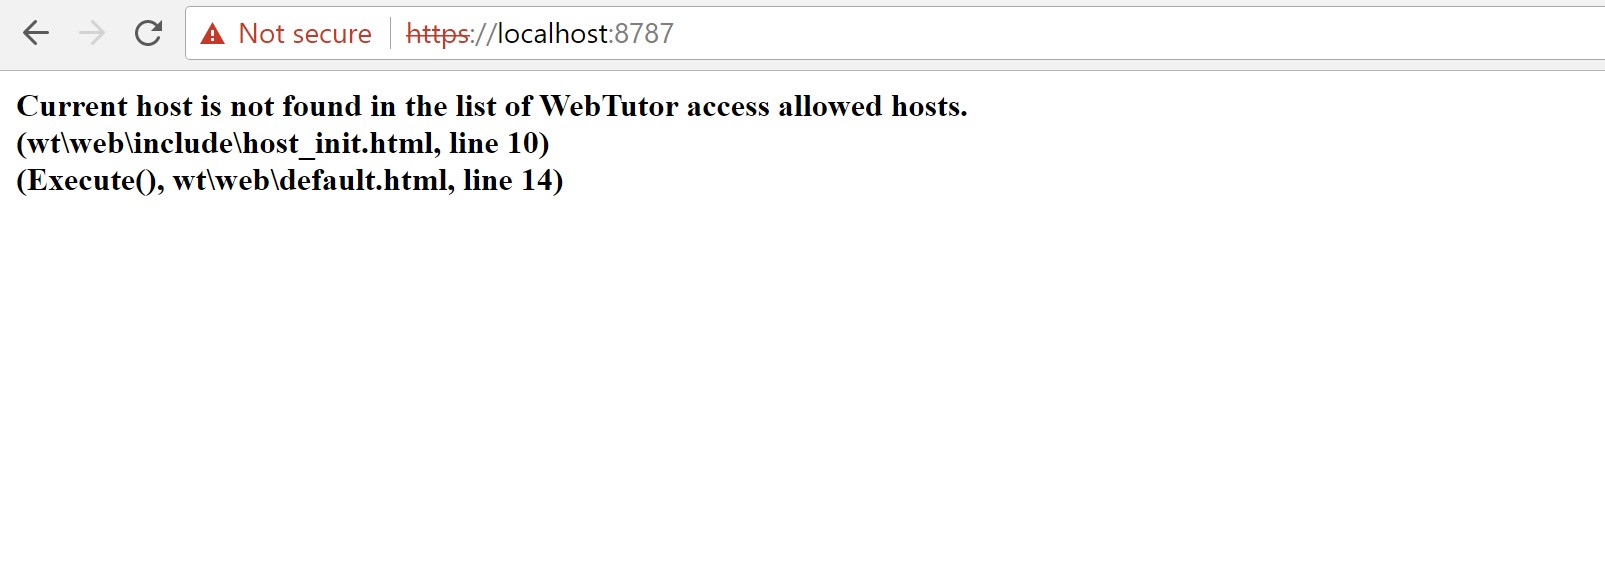 Not secure https://localhost:8787
Current host is not found in the list of WebTutor access allowed hosts.
(wt\web\include\host_init.html, line 10)
(Execute(), wt\web\default.html, line 14)